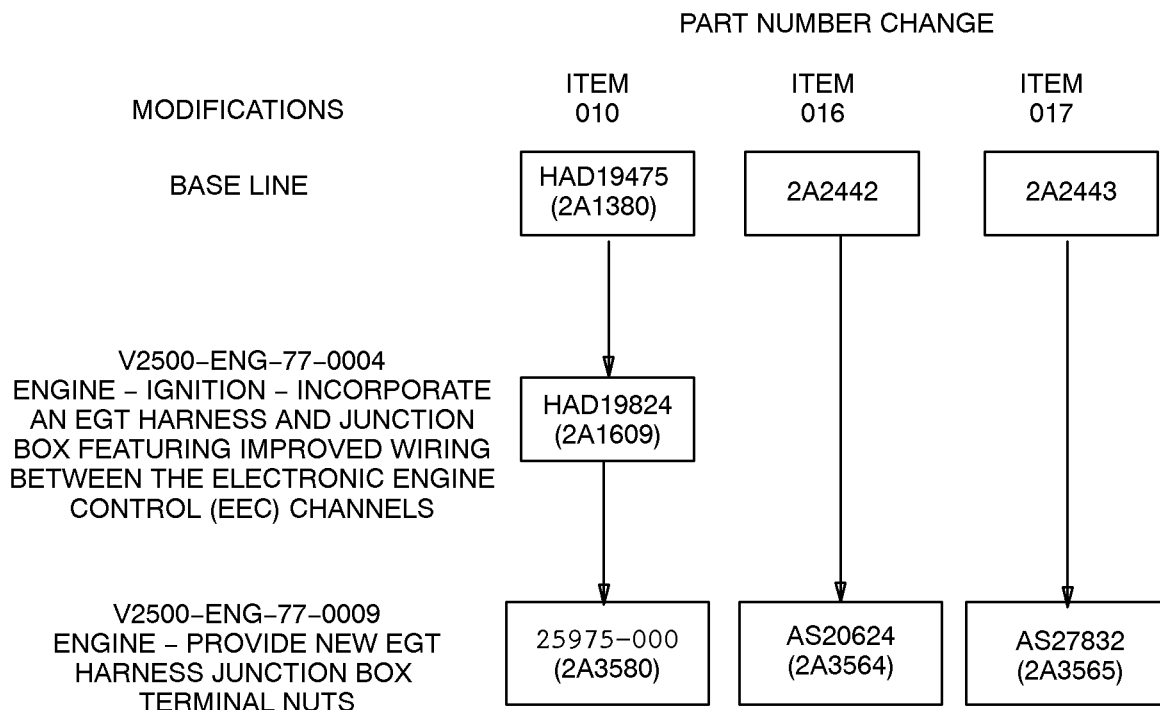 PART NUMBER CHANGE
MODIFICATIONS
ITEM
010
ITEM
016
ITEM
017
BASE LINE
HAD19475
(2A1380)
2A2442
2A2443
V2500–ENG–77–0004
ENGINE – IGNITION – INCORPORATE
AN EGT HARNESS AND JUNCTION
BOX FEATURING IMPROVED WIRING
BETWEEN THE ELECTRONIC ENGINE
CONTROL (EEC) CHANNELS
HAD19824
(2A1609)
V2500–ENG–77–0009
ENGINE – PROVIDE NEW EGT
HARNESS JUNCTION BOX
TERMINAL NUTS
25975–000
(2A3580)
AS20624
(2A3564)
AS27832
(2A3565)